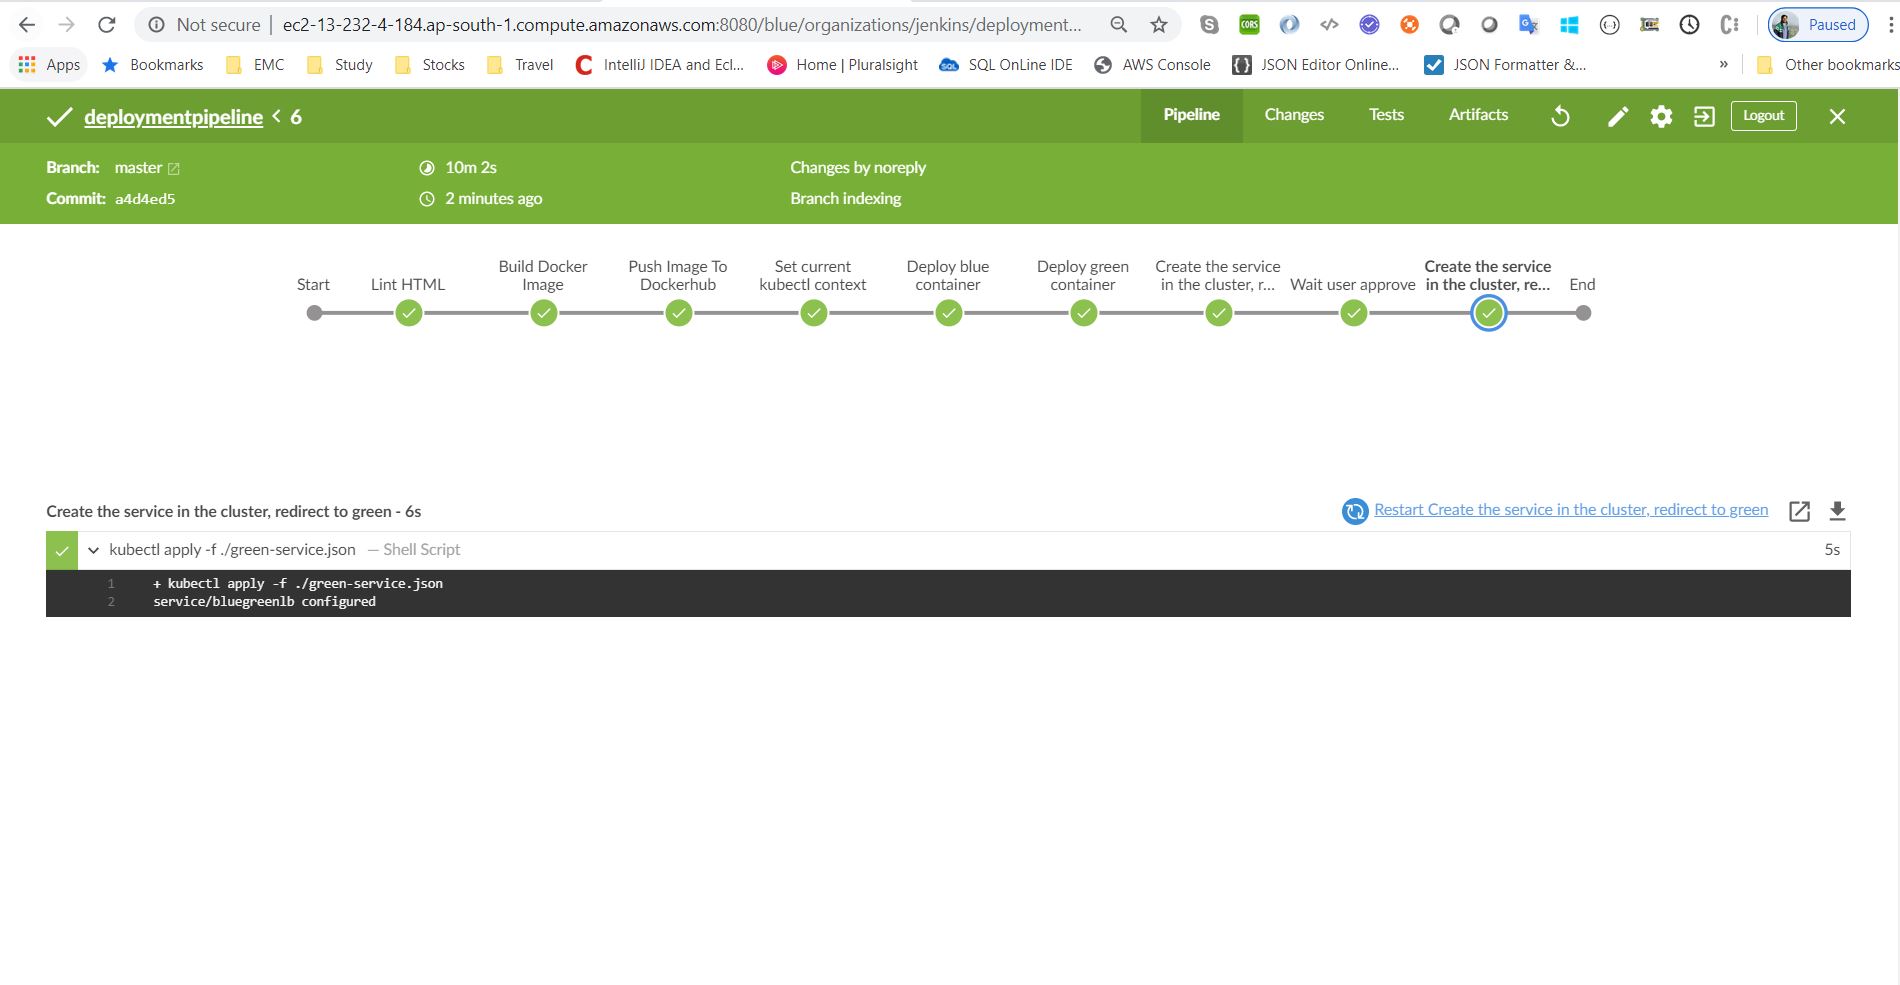 Not secure | ec2-13-232-4-184.ap-south-1.compute.amazonaws.com:8080/blue/organizations/jenkins/deployment...
CORS
Paused
Apps Bookmarks EMC Study Stocks Travel IntelliJ IDEA and Ecl... Home | Pluralsight SQL OnLine IDE AWS Console JSON Editor Online... JSON Formatter &... » Other bookmarks
deploymentpipeline < 6 Pipeline Changes Tests Artifacts Logout
Branch: master 10m 2s Changes by noreply
Commit: a4d4ed5 2 minutes ago Branch indexing
Start
Lint HTML
Build Docker
Image
Push Image To
Dockerhub
Set current
kubectl context
Deploy blue
container
Deploy green
container
Create the service
in the cluster, r...
Wait user approve
Create the service
in the cluster, re...
End
Create the service in the cluster, redirect to green - 6s Restart Create the service in the cluster, redirect to green
kubectl apply -f ./green-service.json — Shell Script 5s
1 + kubectl apply -f ./green-service.json
2 service/bluegreenlb configured